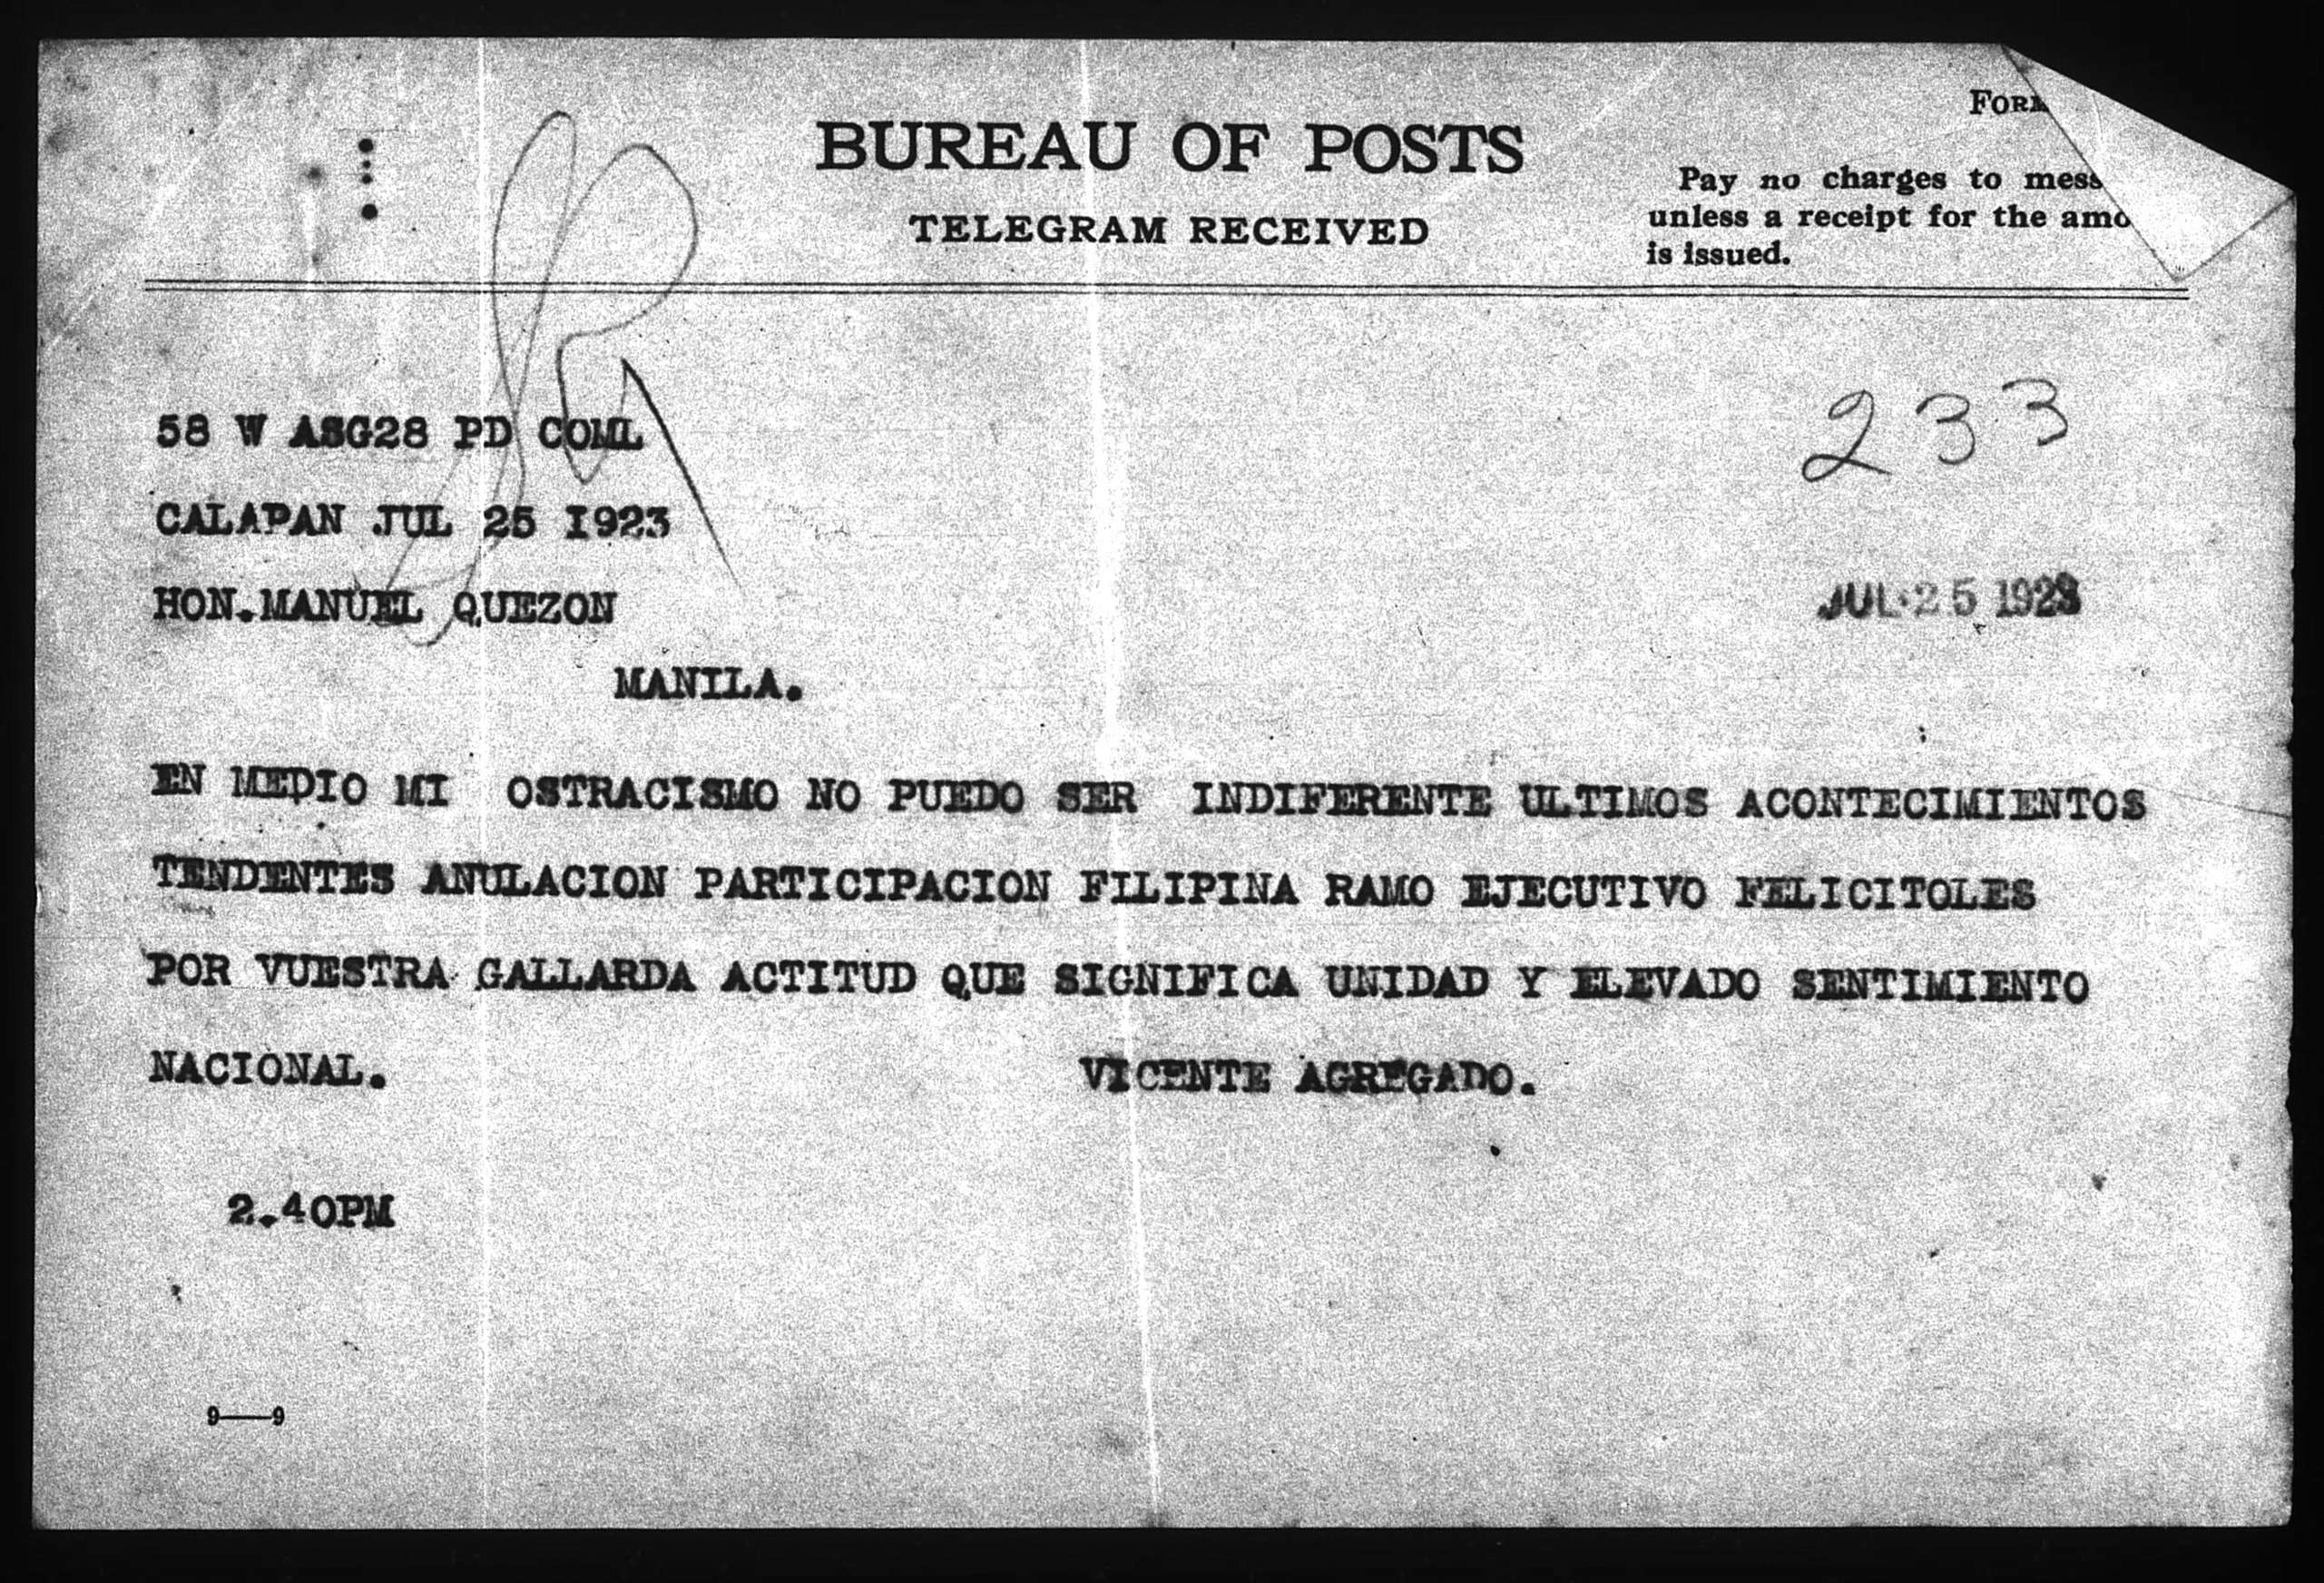 FORM
BUREAU OF POSTS
TELEGRAM RECEIVED
Pay no charges to mess
unless a receipt for the amo
is issued.
233
58 W ASG28 PD COML
CALAPAN JUL 25 I923
HON.MANUEL QUEZON
JUL 25 1923
MANILA.
EN MEDIO MI OSTRACISMO NO PUEDO SER INDIFERENTE ULTIMOS ACONTECIMIENTOS
TENDENTES ANULACION PARTICIPACION FILIPINA RAMO EJECUTIVO FELICITOLES
POR VUESTRA GALLARDA ACTITUD QUE SIGNIFICA UNIDAD Y ELEVADO SENTIMIENTO
NACIONAL. VICENTE AGREGADO.
2.40PM
9—9